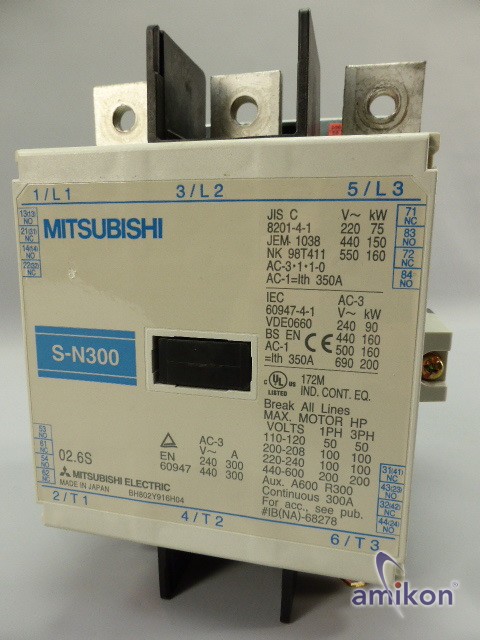 1/L1
3/L2
5/L3
13(13) NO
21(21) NC
14(14) NO
22(22) NC
MITSUBISHI
JIS C V~ kW
8201-4-1 220 75
JEM 1038 440 150
NK 98T411 550 160
AC-3·1·1-0
AC-1=Ith 350A
71 NC
83 NO
72 NC
84 NO
IEC AC-3
60947-4-1 V~ kW
VDE0660 240 90
BS EN 440 160
AC-1 500 160
=Ith 350A 690 200
CE
S-N300
UL US LISTED 172M
IND. CONT. EQ.
Break All Lines
MAX. MOTOR HP
VOLTS 1PH 3PH
110-120 50 50
200-208 100 100
220-240 100 100
440-600 200 200
Aux. A600 R300
Continuous 300A
For acc., see pub.
#IB(NA)-68278
02.6S
EN
60947
AC-3
V~ A
240 300
440 300
MITSUBISHI ELECTRIC
MADE IN JAPAN BH802Y916H04
31(41) NC
43(23) NO
32(42) NC
44(24) NO
2/T1
4/T2
6/T3
amikon®